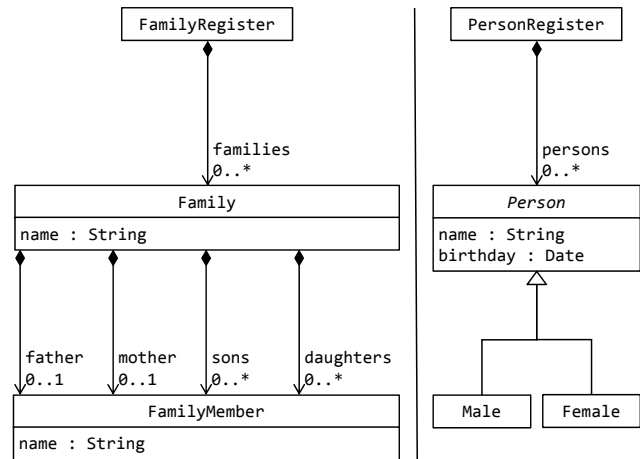 FamilyRegister
families
0..*
Family
name : String
father
0..1
mother
0..1
sons
0..*
daughters
0..*
FamilyMember
name : String
PersonRegister
persons
0..*
Person
name : String
birthday : Date
Male
Female